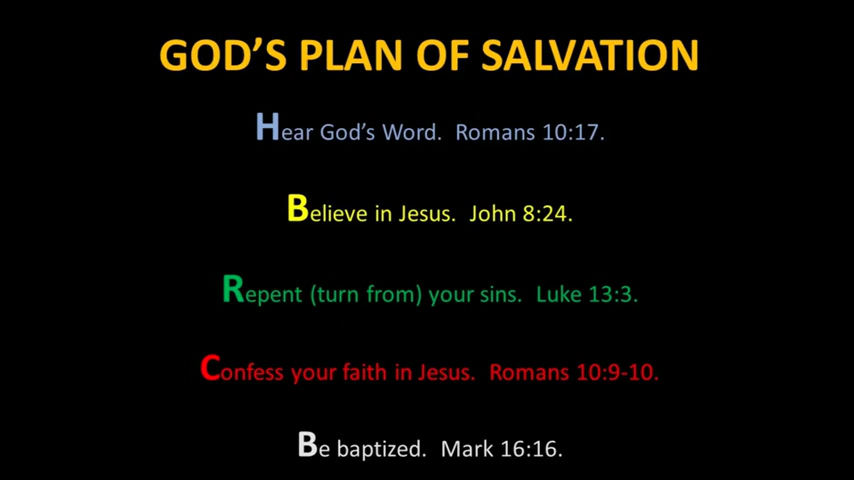 GOD’S PLAN OF SALVATION
Hear God’s Word.  Romans 10:17.
Believe in Jesus.  John 8:24.
Repent (turn from) your sins.  Luke 13:3.
Confess your faith in Jesus.  Romans 10:9-10.
Be baptized.  Mark 16:16.